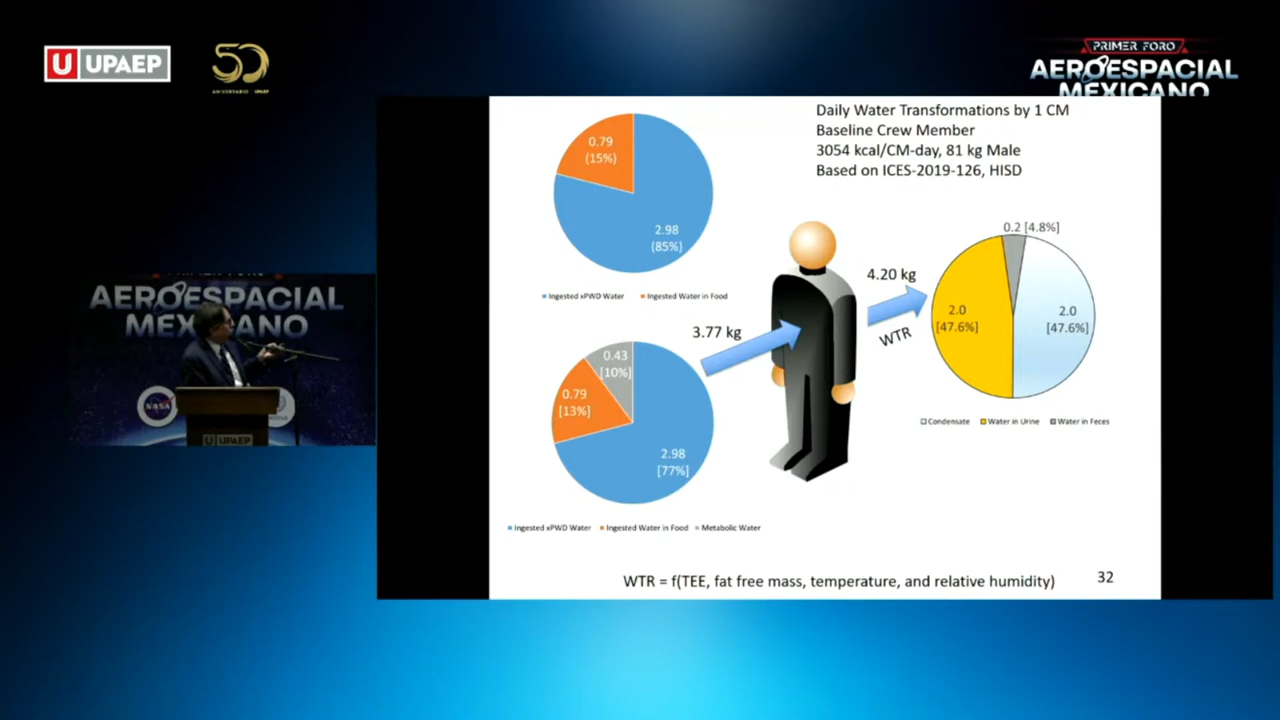 U UPAEP
50
ANIVERSARIO UPAEP
PRIMER FORO
AEROESPACIAL
MEXICANO
Daily Water Transformations by 1 CM
Baseline Crew Member
3054 kcal/CM-day, 81 kg Male
Based on ICES-2019-126, HISD
0.79
(15%)
2.98
(85%)
Ingested xPWD Water
Ingested Water in Food
3.77 kg
0.43
[10%]
0.79
[13%]
2.98
[77%]
Ingested xPWD Water
Ingested Water in Food
Metabolic Water
4.20 kg
WTR
0.2 [4.8%]
2.0
[47.6%]
2.0
[47.6%]
Condensate
Water in Urine
Water in Feces
WTR = f(TEE, fat free mass, temperature, and relative humidity)
32
AEROESPACIAL
MEXICANO
NASA
U UPAEP